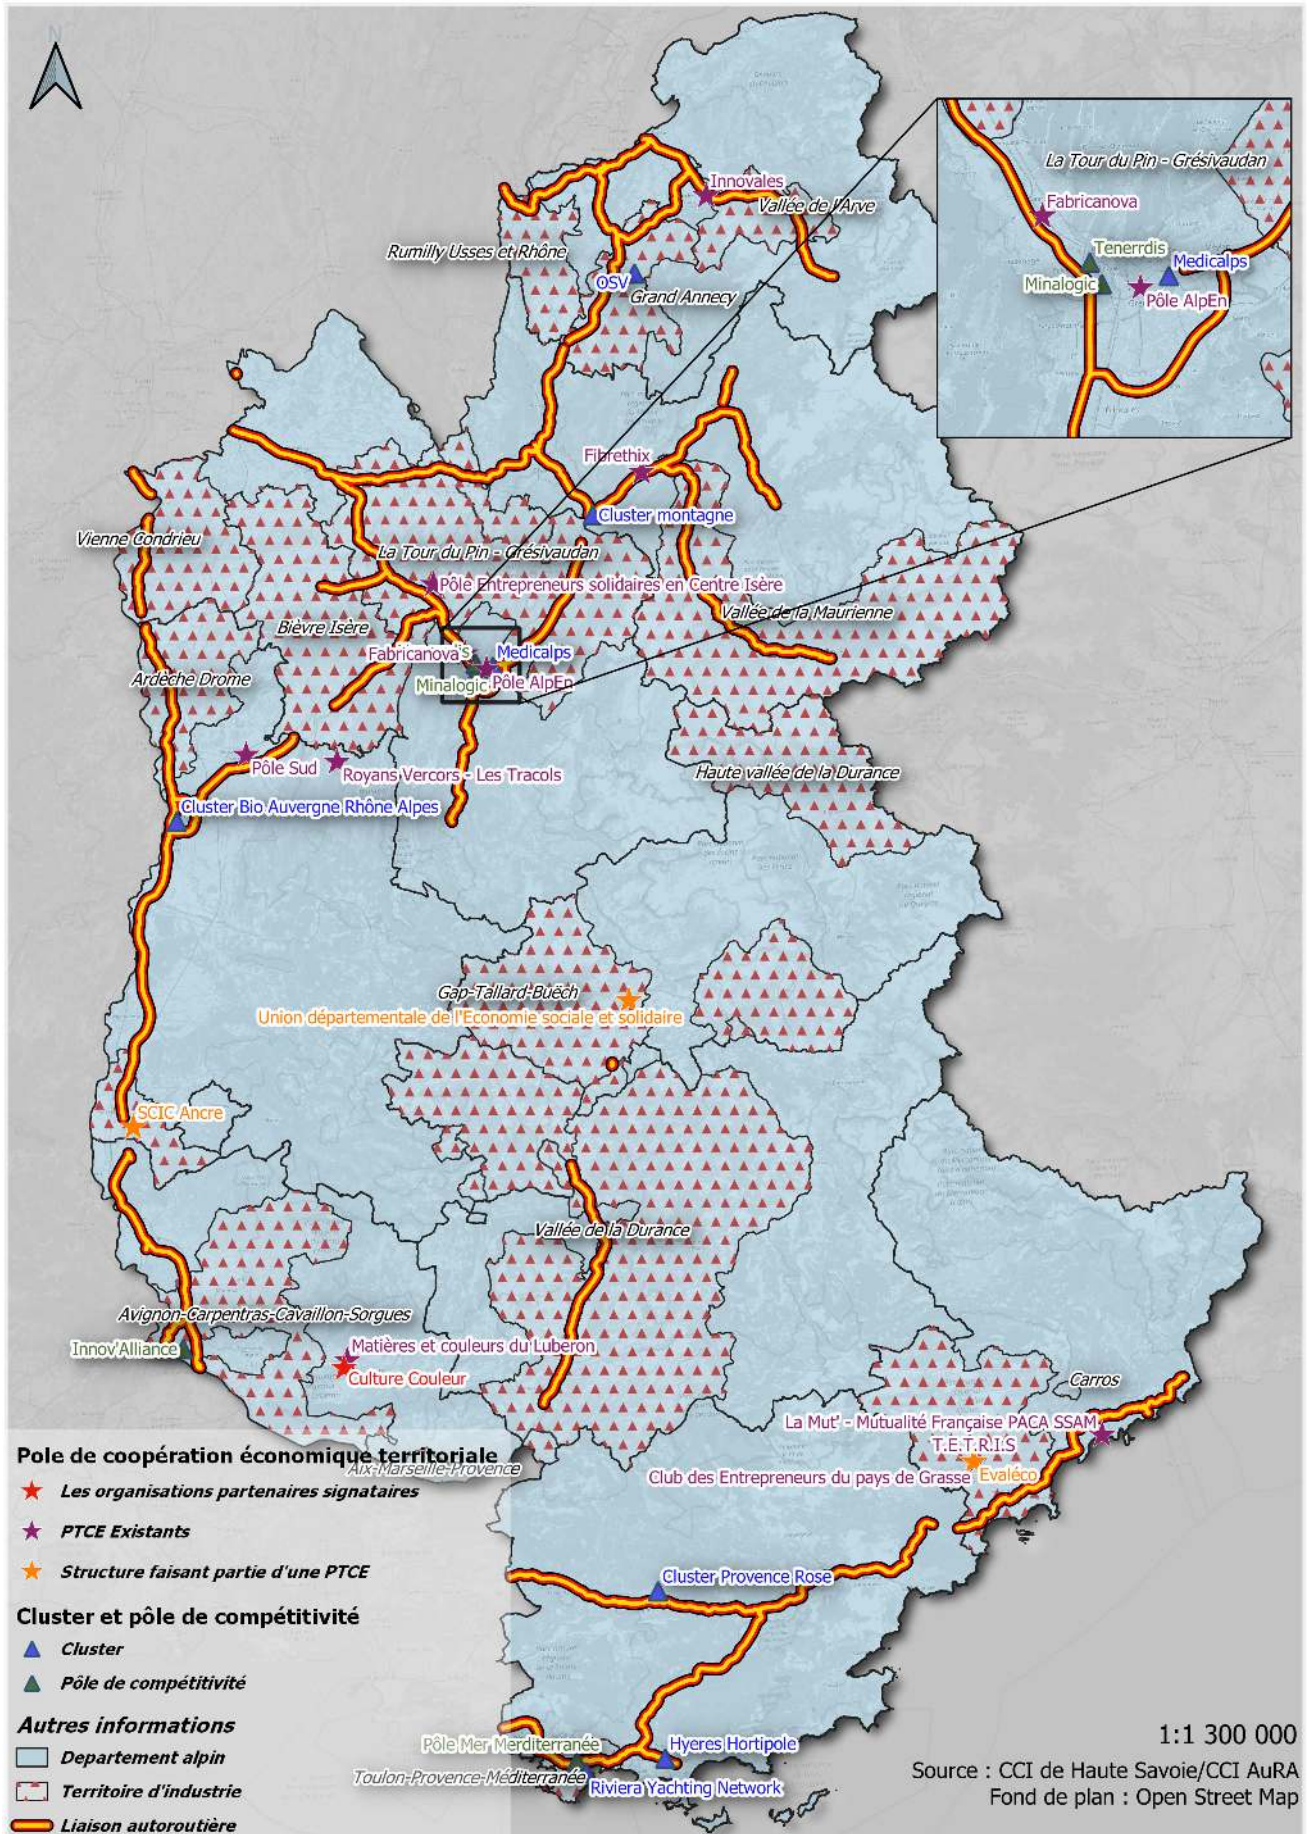 N
Innovales
Vallée de l'Arve
Rumilly Usses et Rhône
OSV
Grand Annecy
La Tour du Pin - Grésivaudan
Fabricanova
Tenerrdis
Medicalps
Minalogic
Pôle AlpEn
Fibrethix
Cluster montagne
Vienne Condrieu
La Tour du Pin - Grésivaudan
Pôle Entrepreneurs solidaires en Centre Isère
Vallée de la Maurienne
Bièvre Isère
Fabricanova
is
Medicalps
Ardèche Drome
Minalogic
Pôle AlpEn
Pôle Sud
Royans Vercors - Les Tracols
Haute vallée de la Durance
Cluster Bio Auvergne Rhône Alpes
Gap-Tallard-Buëch
Union départementale de l'Economie sociale et solidaire
SCIC Ancre
Vallée de la Durance
Avignon-Carpentras-Cavaillon-Sorgues
Innov'Alliance
Matières et couleurs du Luberon
Culture Couleur
Carros
La Mut' - Mutualité Française PACA SSAM
T.E.T.R.I.S
Club des Entrepreneurs du pays de Grasse
Evaléco
Aix-Marseille-Provence
Cluster Provence Rose
Pôle Mer Merditerranée
Hyeres Hortipole
Toulon-Provence-Méditerranée
Riviera Yachting Network
Pole de coopération économique territoriale
Les organisations partenaires signataires
PTCE Existants
Structure faisant partie d'une PTCE
Cluster et pôle de compétitivité
Cluster
Pôle de compétitivité
Autres informations
Departement alpin
Territoire d'industrie
Liaison autoroutière
1:1 300 000
Source : CCI de Haute Savoie/CCI AuRA
Fond de plan : Open Street Map